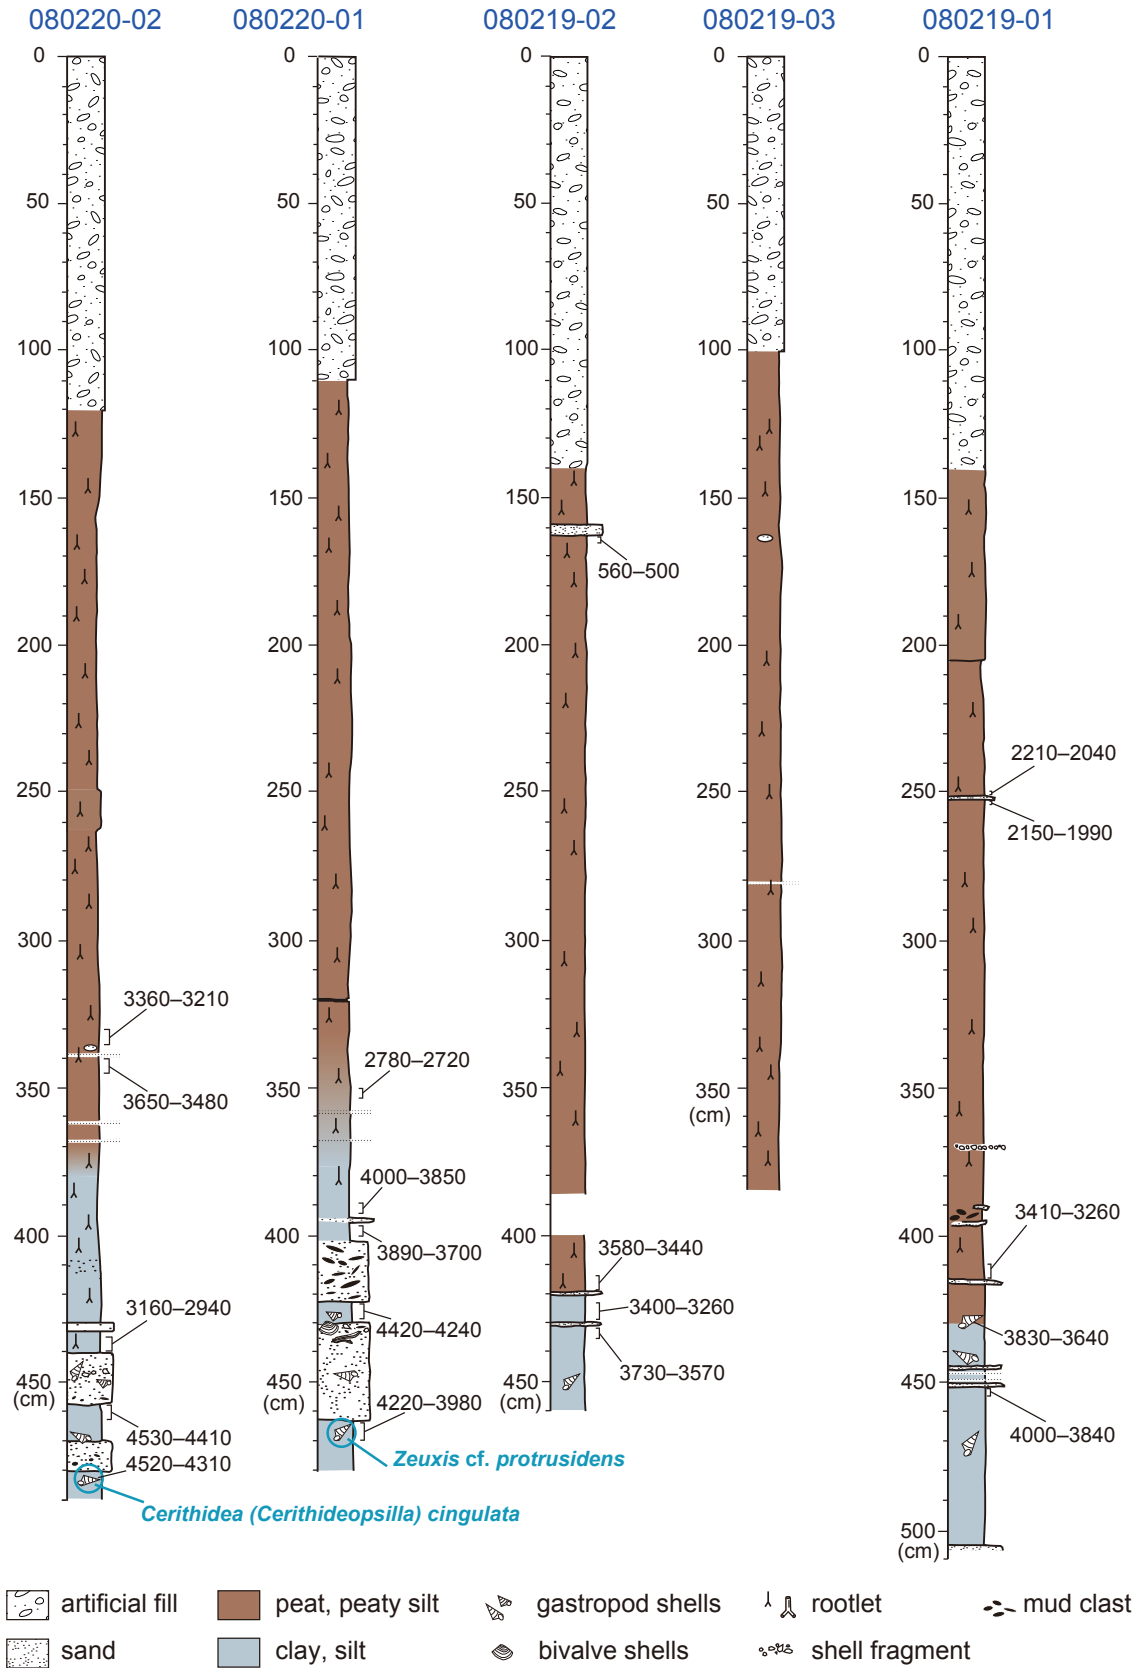 080220-02 080220-01 080219-02 080219-03 080219-01
0 0 0 0 0
50 50 50 50 50
100 100 100 100 100
150 150 150 150 150
560–500
200 200 200 200 200
2210–2040
250 250 250 250 250
2150–1990
300 300 300 300 300
3360–3210
2780–2720
350 350 350 350 350
(cm)
3650–3480
4000–3850
3410–3260
400 400 400 400
3890–3700 3580–3440
3160–2940 3400–3260
4420–4240 3830–3640
3730–3570
450 450 450 450
(cm) (cm) (cm)
4220–3980
4530–4410 4000–3840
4520–4310 Zeuxis cf. protrusidens
Cerithidea (Cerithideopsilla) cingulata
500
(cm)
artificial fill peat, peaty silt gastropod shells rootlet mud clast
sand clay, silt bivalve shells shell fragment